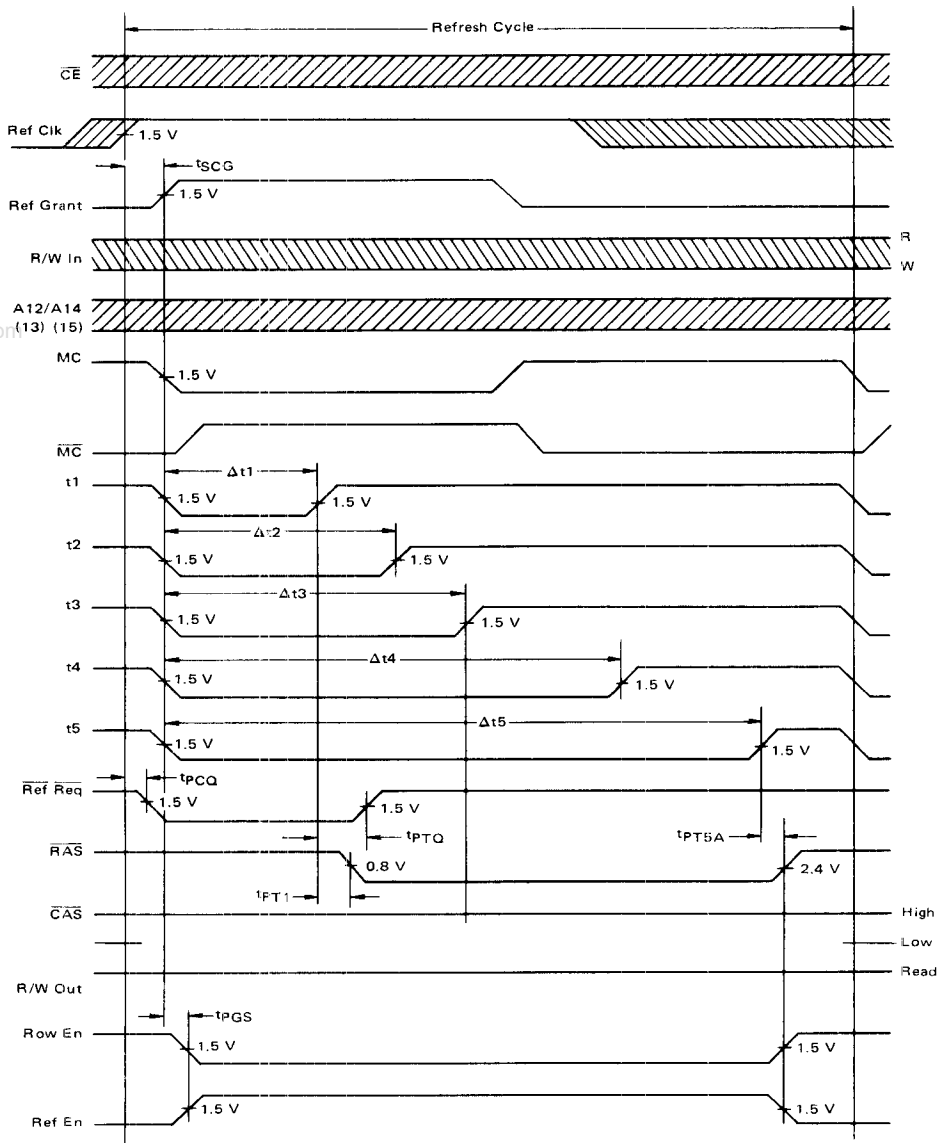 Refresh Cycle
CE
Ref Clk
1.5 V
tSCG
Ref Grant
1.5 V
R/W In
R
W
A12/A14
(13) (15)
om
MC
1.5 V
MC
Δt1
t1
1.5 V
1.5 V
Δt2
t2
1.5 V
1.5 V
Δt3
t3
1.5 V
1.5 V
Δt4
t4
1.5 V
1.5 V
Δt5
t5
1.5 V
1.5 V
tPCQ
Ref Req
1.5 V
1.5 V
tPTQ
tPT5A
RAS
0.8 V
2.4 V
tPT1
CAS
High
Low
Read
R/W Out
tPGS
Row En
1.5 V
1.5 V
Ref En
1.5 V
1.5 V